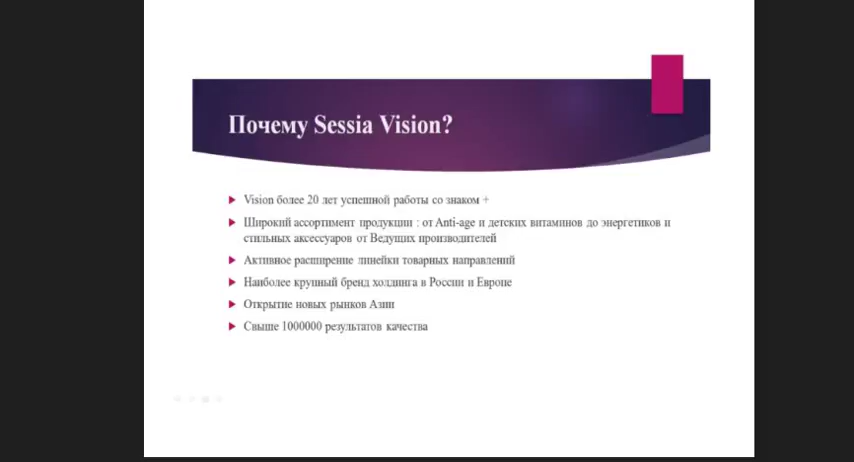 Почему Sessia Vision?
Vision более 20 лет успешной работы со знаком +
Широкий ассортимент продукции : от Anti-age и детских витаминов до энергетиков и
стильных аксессуаров от Ведущих производителей
Активное расширение линейки товарных направлений
Наиболее крупный бренд холдинга в России и Европе
Открытие новых рынков Азии
Свыше 1000000 результатов качества